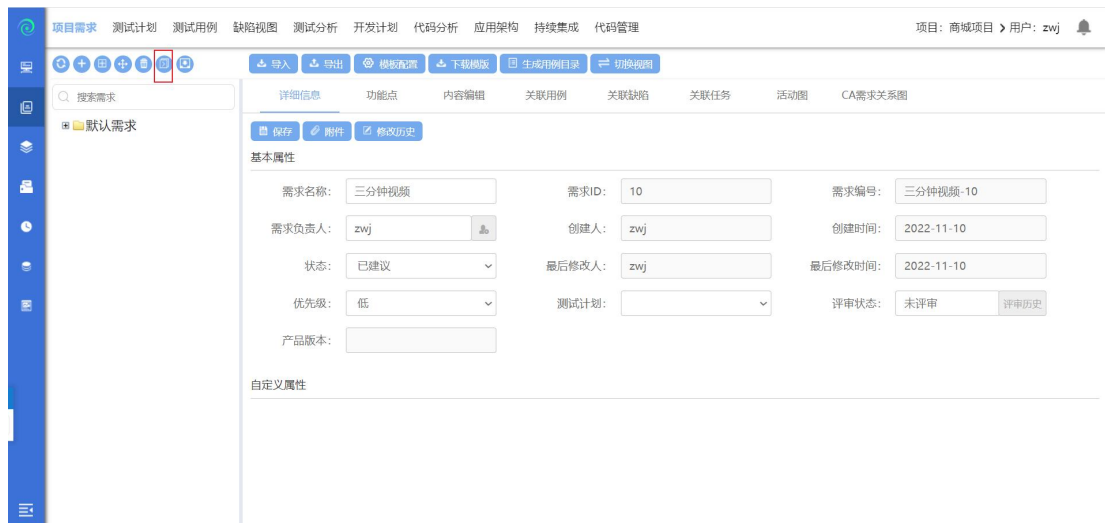 项目需求 测试计划 测试用例 缺陷视图 测试分析 开发计划 代码分析 应用架构 持续集成 代码管理 项目：商城项目 用户：zwj
导入 导出 模板配置 下载模版 生成用例目录 切换视图
搜索需求
详细信息 功能点 内容编辑 关联用例 关联缺陷 关联任务 活动图 CA需求关系图
默认需求
保存 附件 修改历史
基本属性
需求名称： 三分钟视频 需求ID： 10 需求编号： 三分钟视频-10
需求负责人： zwj 创建人： zwj 创建时间： 2022-11-10
状态： 已建议 最后修改人： zwj 最后修改时间： 2022-11-10
优先级： 低 测试计划： 评审状态： 未评审 评审历史
产品版本：
自定义属性